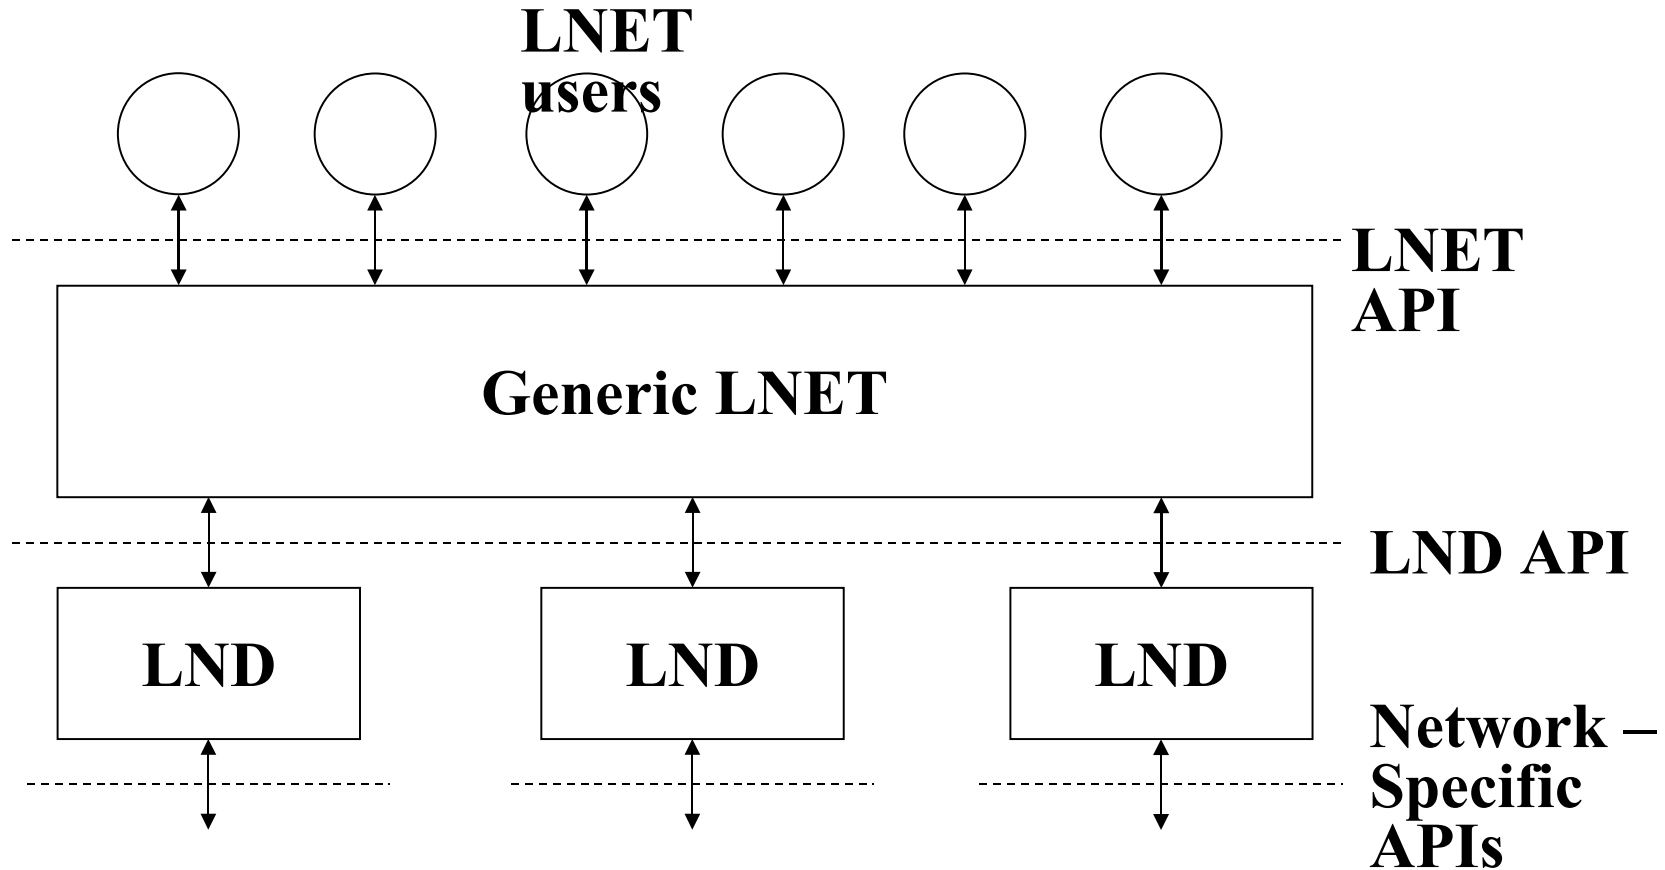 LNET
users
LNET
API
Generic LNET
LND API
LND
LND
LND
Network –
Specific
APIs